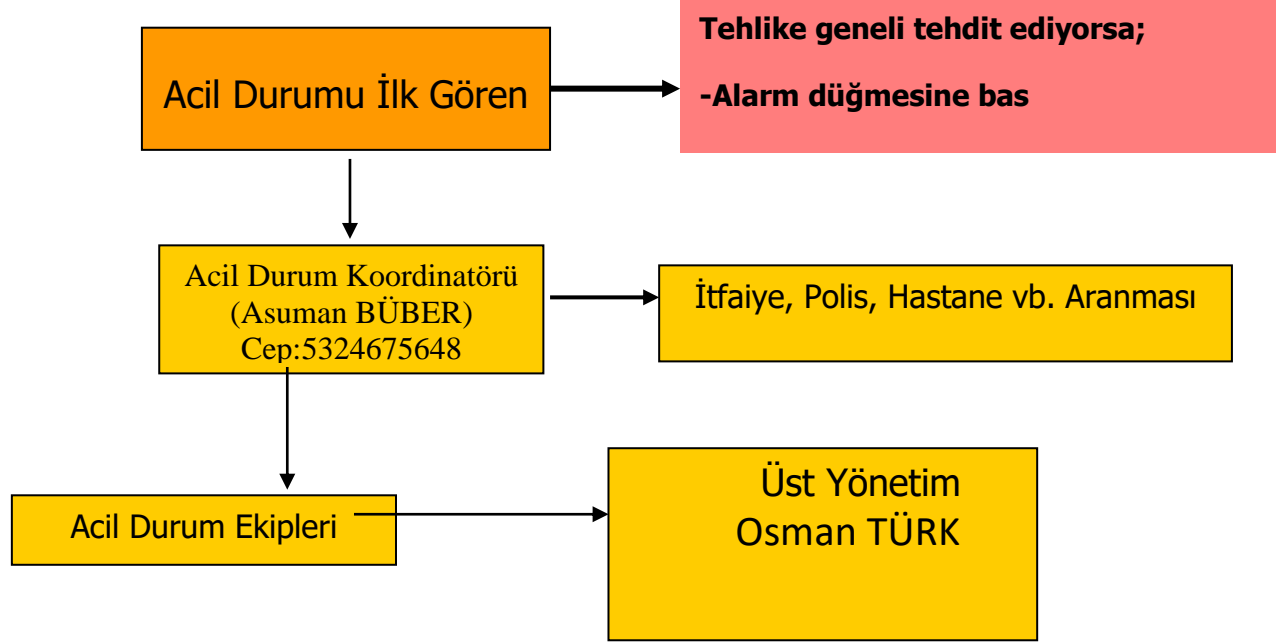 Tehlike geneli tehdit ediyorsa;
Acil Durumu İlk Gören
-Alarm düğmesine bas
Acil Durum Koordinatörü
(Asuman BÜBER)
Cep:5324675648
İtfaiye, Polis, Hastane vb. Aranması
Acil Durum Ekipleri
Üst Yönetim
Osman TÜRK